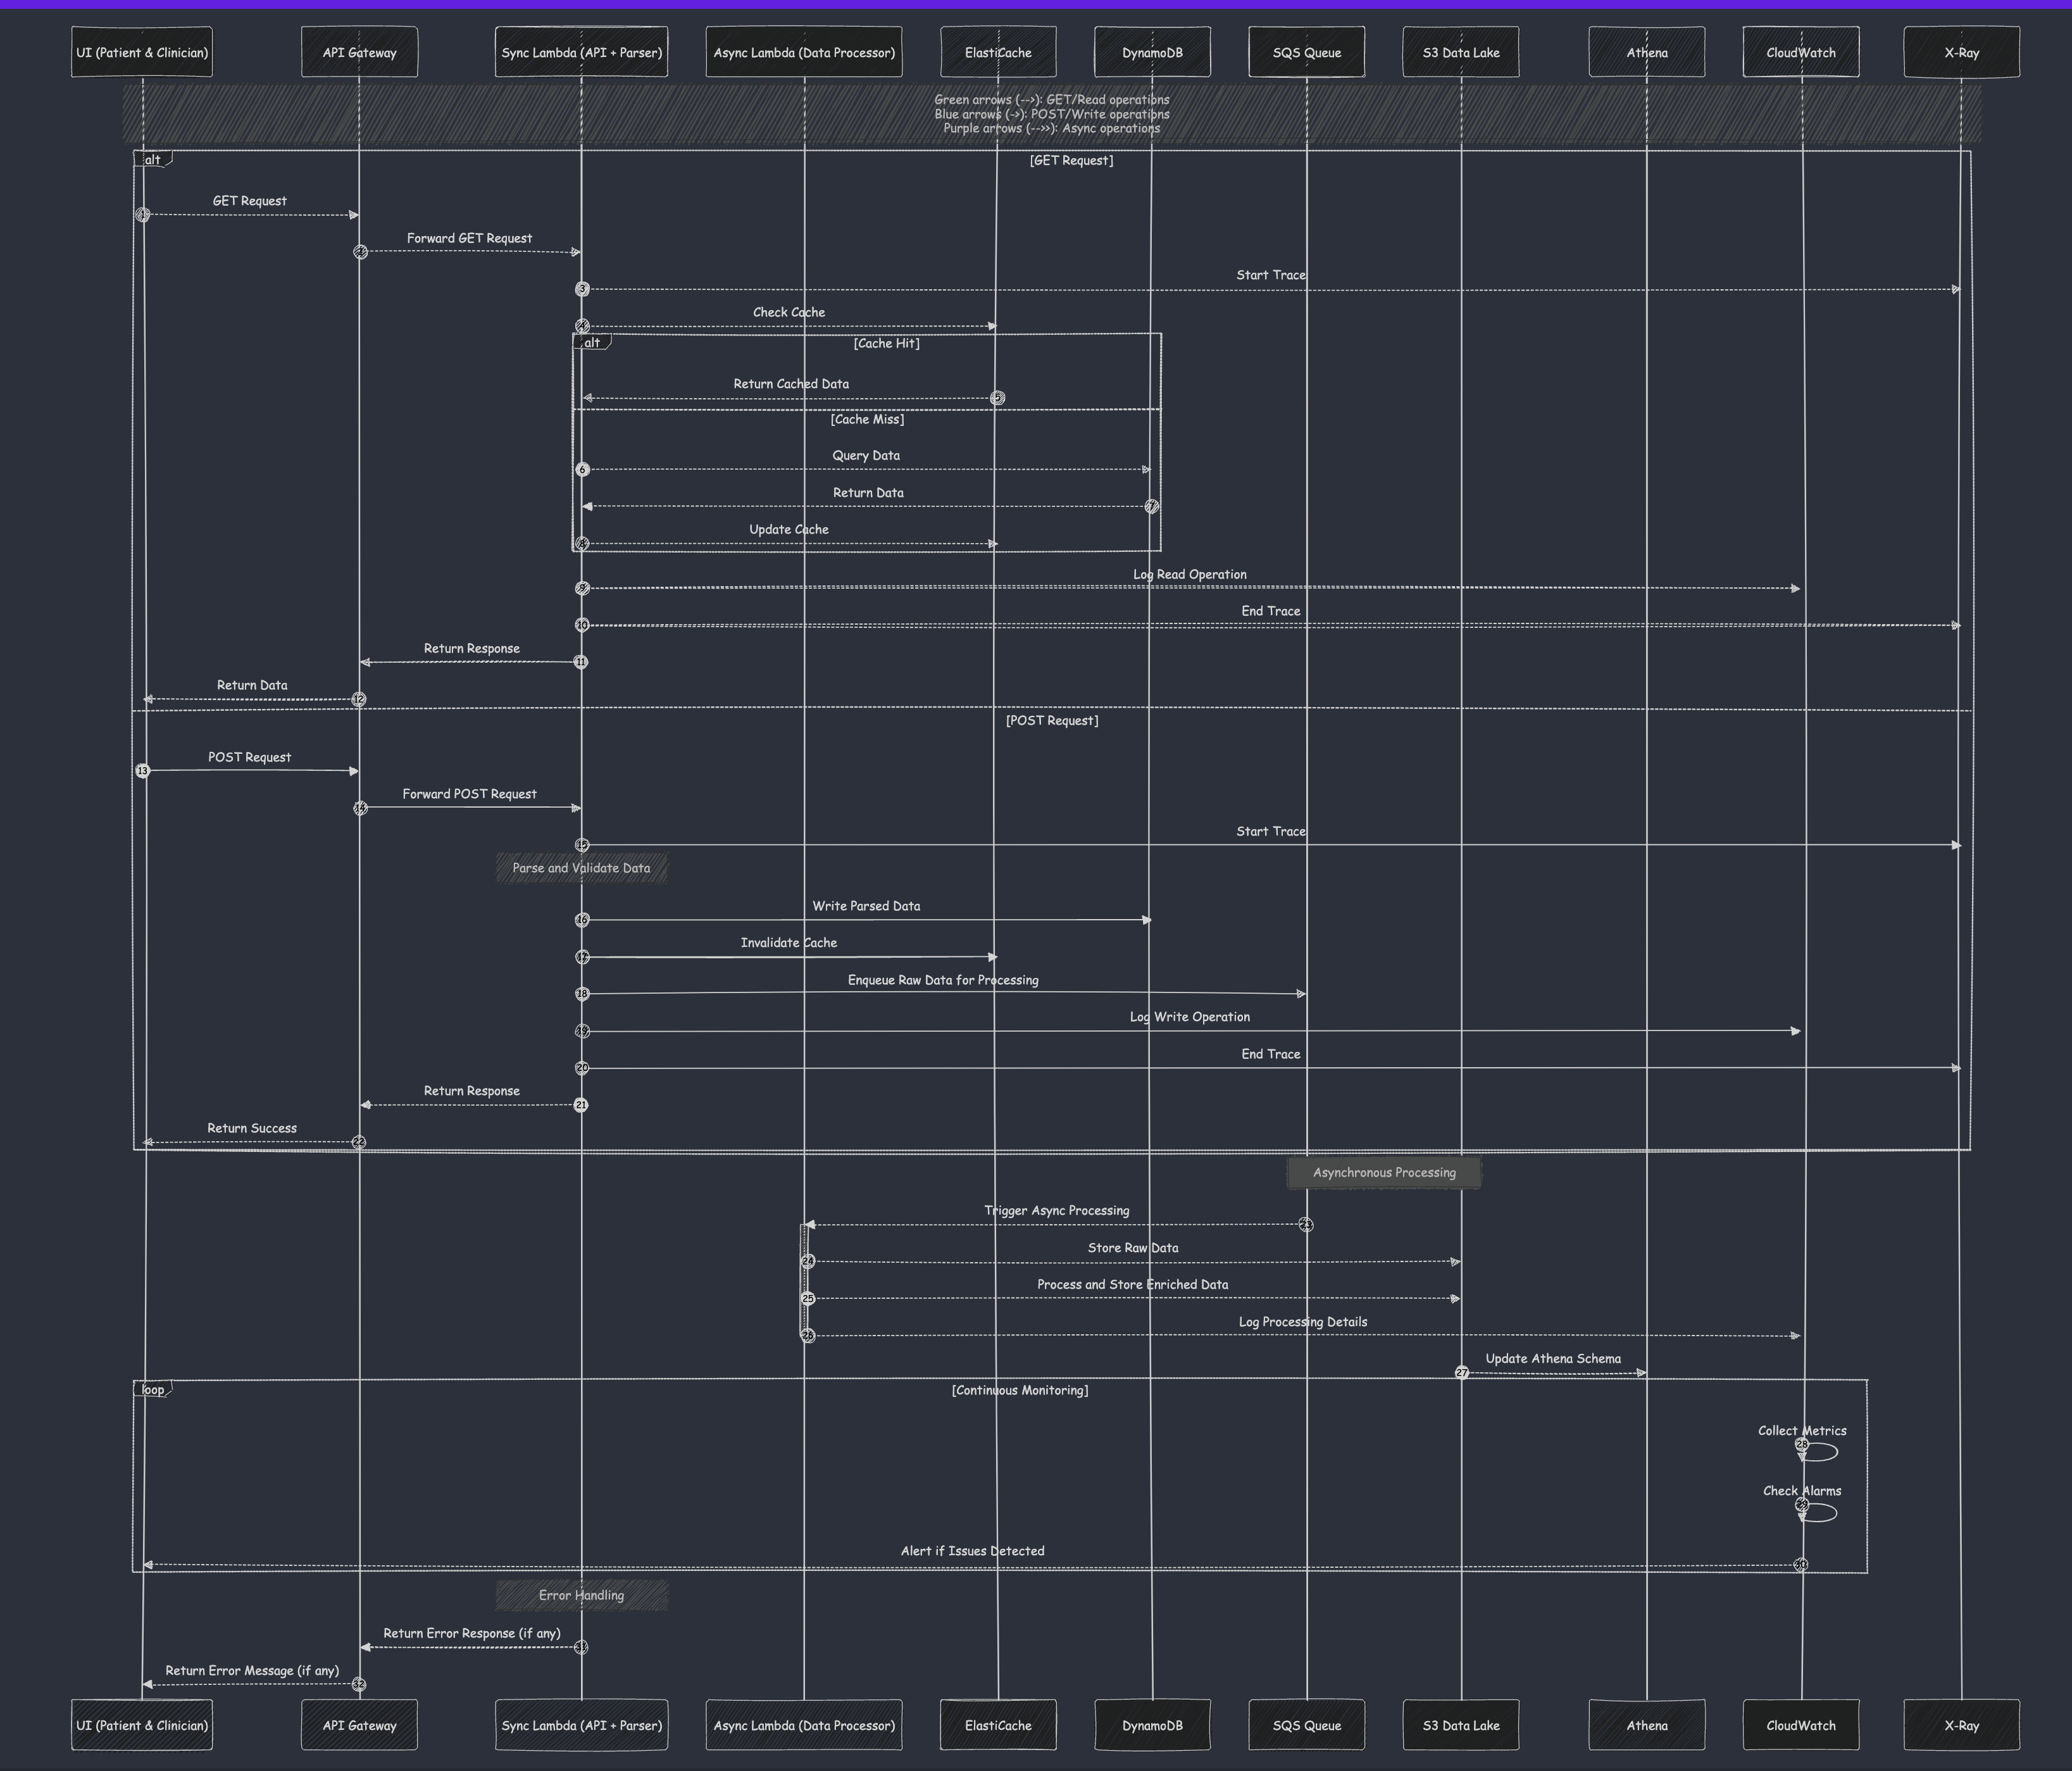 UI (Patient & Clinician)
API Gateway
Sync Lambda (API + Parser)
Async Lambda (Data Processor)
ElastiCache
DynamoDB
SQS Queue
S3 Data Lake
Athena
CloudWatch
X-Ray
Green arrows (-->): GET/Read operations
Blue arrows (->): POST/Write operations
Purple arrows (-->>): Async operations
alt
[GET Request]
GET Request
1
Forward GET Request
2
Start Trace
3
Check Cache
4
alt
[Cache Hit]
Return Cached Data
5
[Cache Miss]
Query Data
6
Return Data
7
Update Cache
8
Log Read Operation
9
End Trace
10
Return Response
11
Return Data
12
[POST Request]
POST Request
13
Forward POST Request
14
Start Trace
15
Parse and Validate Data
Write Parsed Data
16
Invalidate Cache
17
Enqueue Raw Data for Processing
18
Log Write Operation
19
End Trace
20
Return Response
21
Return Success
22
Asynchronous Processing
Trigger Async Processing
23
Store Raw Data
24
Process and Store Enriched Data
25
Log Processing Details
26
Update Athena Schema
27
loop
[Continuous Monitoring]
Collect Metrics
28
Check Alarms
29
Alert if Issues Detected
30
Error Handling
Return Error Response (if any)
31
Return Error Message (if any)
32
UI (Patient & Clinician)
API Gateway
Sync Lambda (API + Parser)
Async Lambda (Data Processor)
ElastiCache
DynamoDB
SQS Queue
S3 Data Lake
Athena
CloudWatch
X-Ray